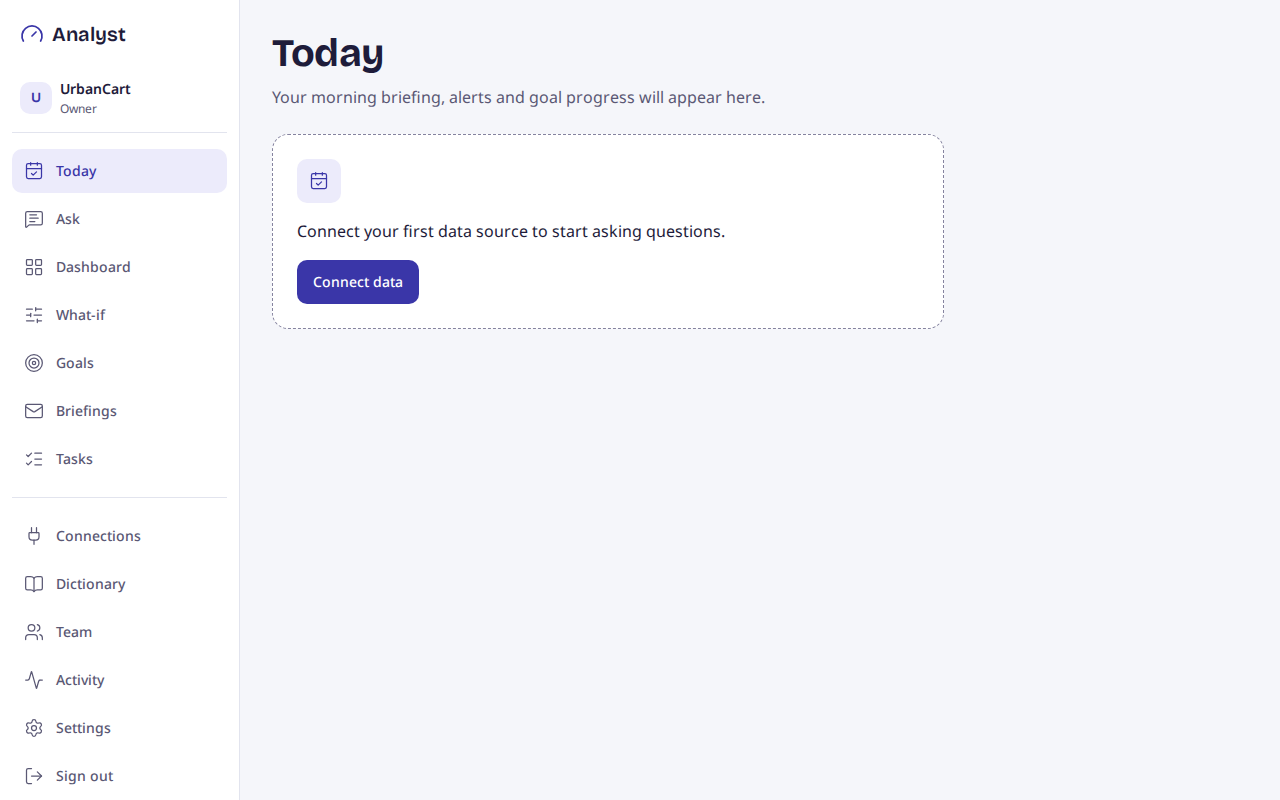 Analyst
U
UrbanCart
Owner
Today
Ask
Dashboard
What-if
Goals
Briefings
Tasks
Connections
Dictionary
Team
Activity
Settings
Sign out
Today
Your morning briefing, alerts and goal progress will appear here.
Connect your first data source to start asking questions.
Connect data